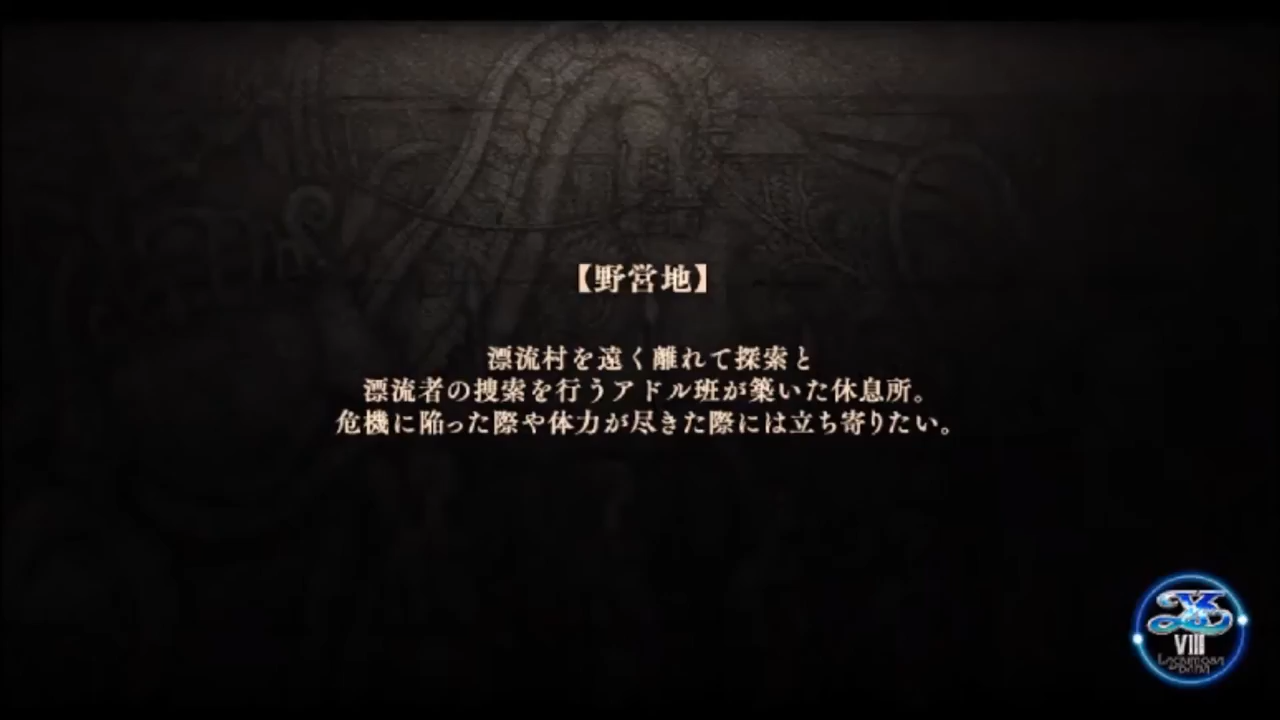 【野営地】
漂流村を遠く離れて探索と
漂流者の捜索を行うアドル班が築いた休息所。
危機に陥った際や体力が尽きた際には立ち寄りたい。
Ys
VIII
LACRIMOSA
DANA